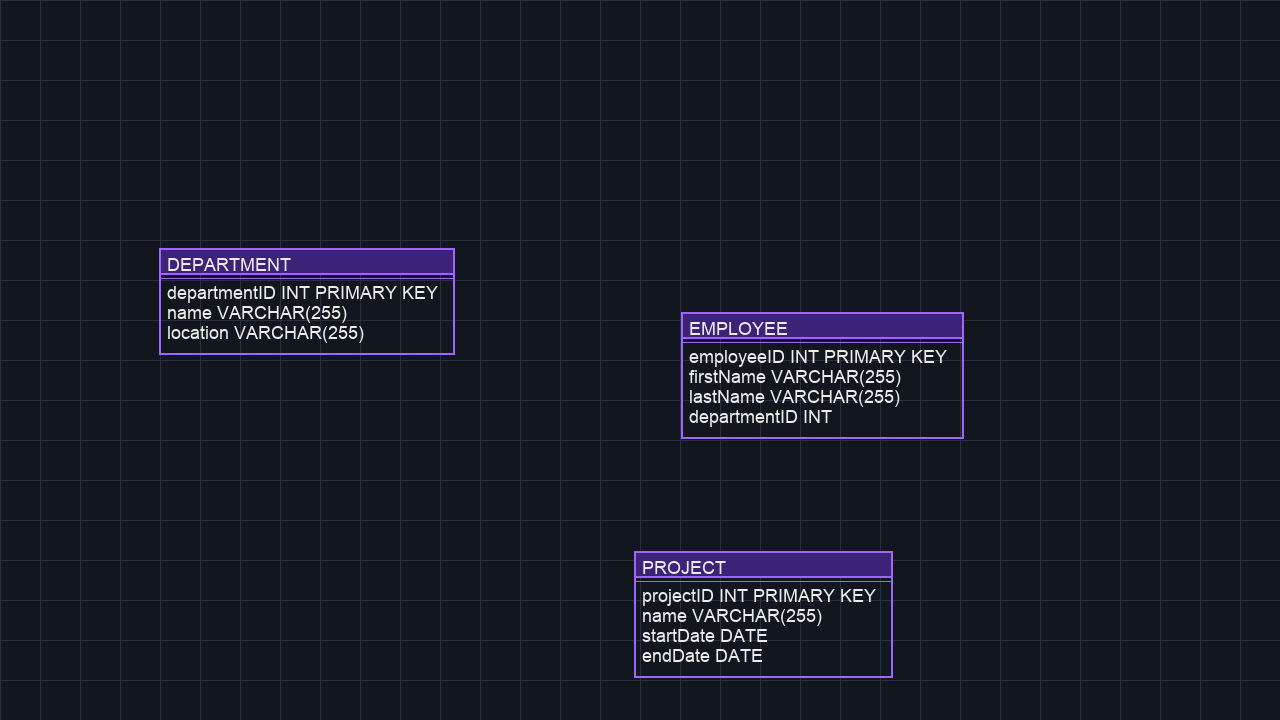 DEPARTMENT
departmentID INT PRIMARY KEY
name VARCHAR(255)
location VARCHAR(255)
EMPLOYEE
employeeID INT PRIMARY KEY
firstName VARCHAR(255)
lastName VARCHAR(255)
departmentID INT
PROJECT
projectID INT PRIMARY KEY
name VARCHAR(255)
startDate DATE
endDate DATE